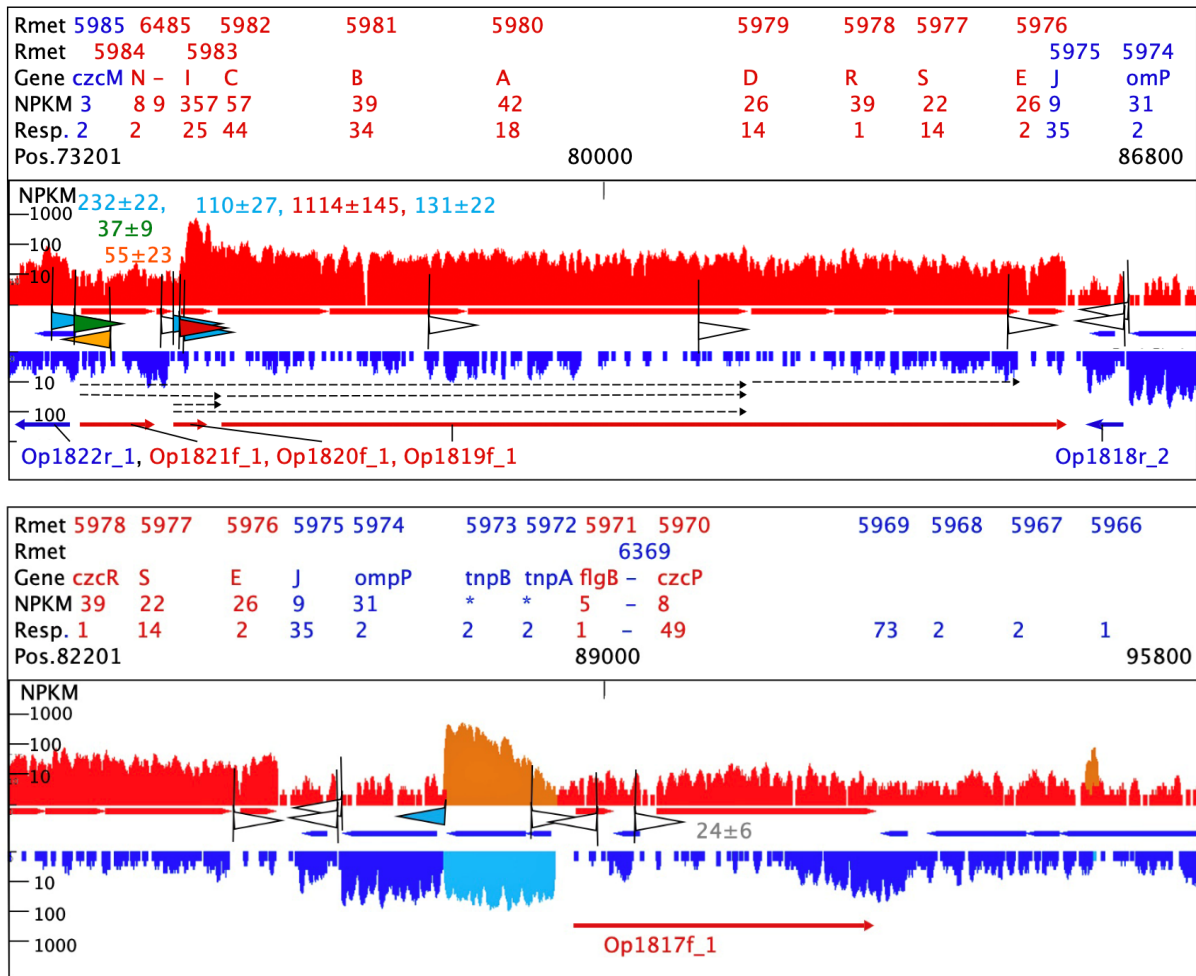 Rmet 5985 6485 5982 5981 5980 5979 5978 5977 5976
Rmet 5984 5983 5975 5974
Gene czcM N – I C B A D R S E J omP
NPKM 3 8 9 357 57 39 42 26 39 22 26 9 31
Resp. 2 2 25 44 34 18 14 1 14 2 35 2
Pos.73201 80000 86800
NPKM
232±22, 110±27, 1114±145, 131±22
1000
37±9
100
55±23
10
10
100
Op1822r_1, Op1821f_1, Op1820f_1, Op1819f_1 Op1818r_2
Rmet 5978 5977 5976 5975 5974 5973 5972 5971 5970 5969 5968 5967 5966
Rmet 6369
Gene czcR S E J ompP tnpB tnpA flgB – czcP
NPKM 39 22 26 9 31 * * 5 – 8
Resp. 1 14 2 35 2 2 2 1 – 49 73 2 2 1
Pos.82201 89000 95800
NPKM
1000
100
10
24±6
10
100
1000
Op1817f_1